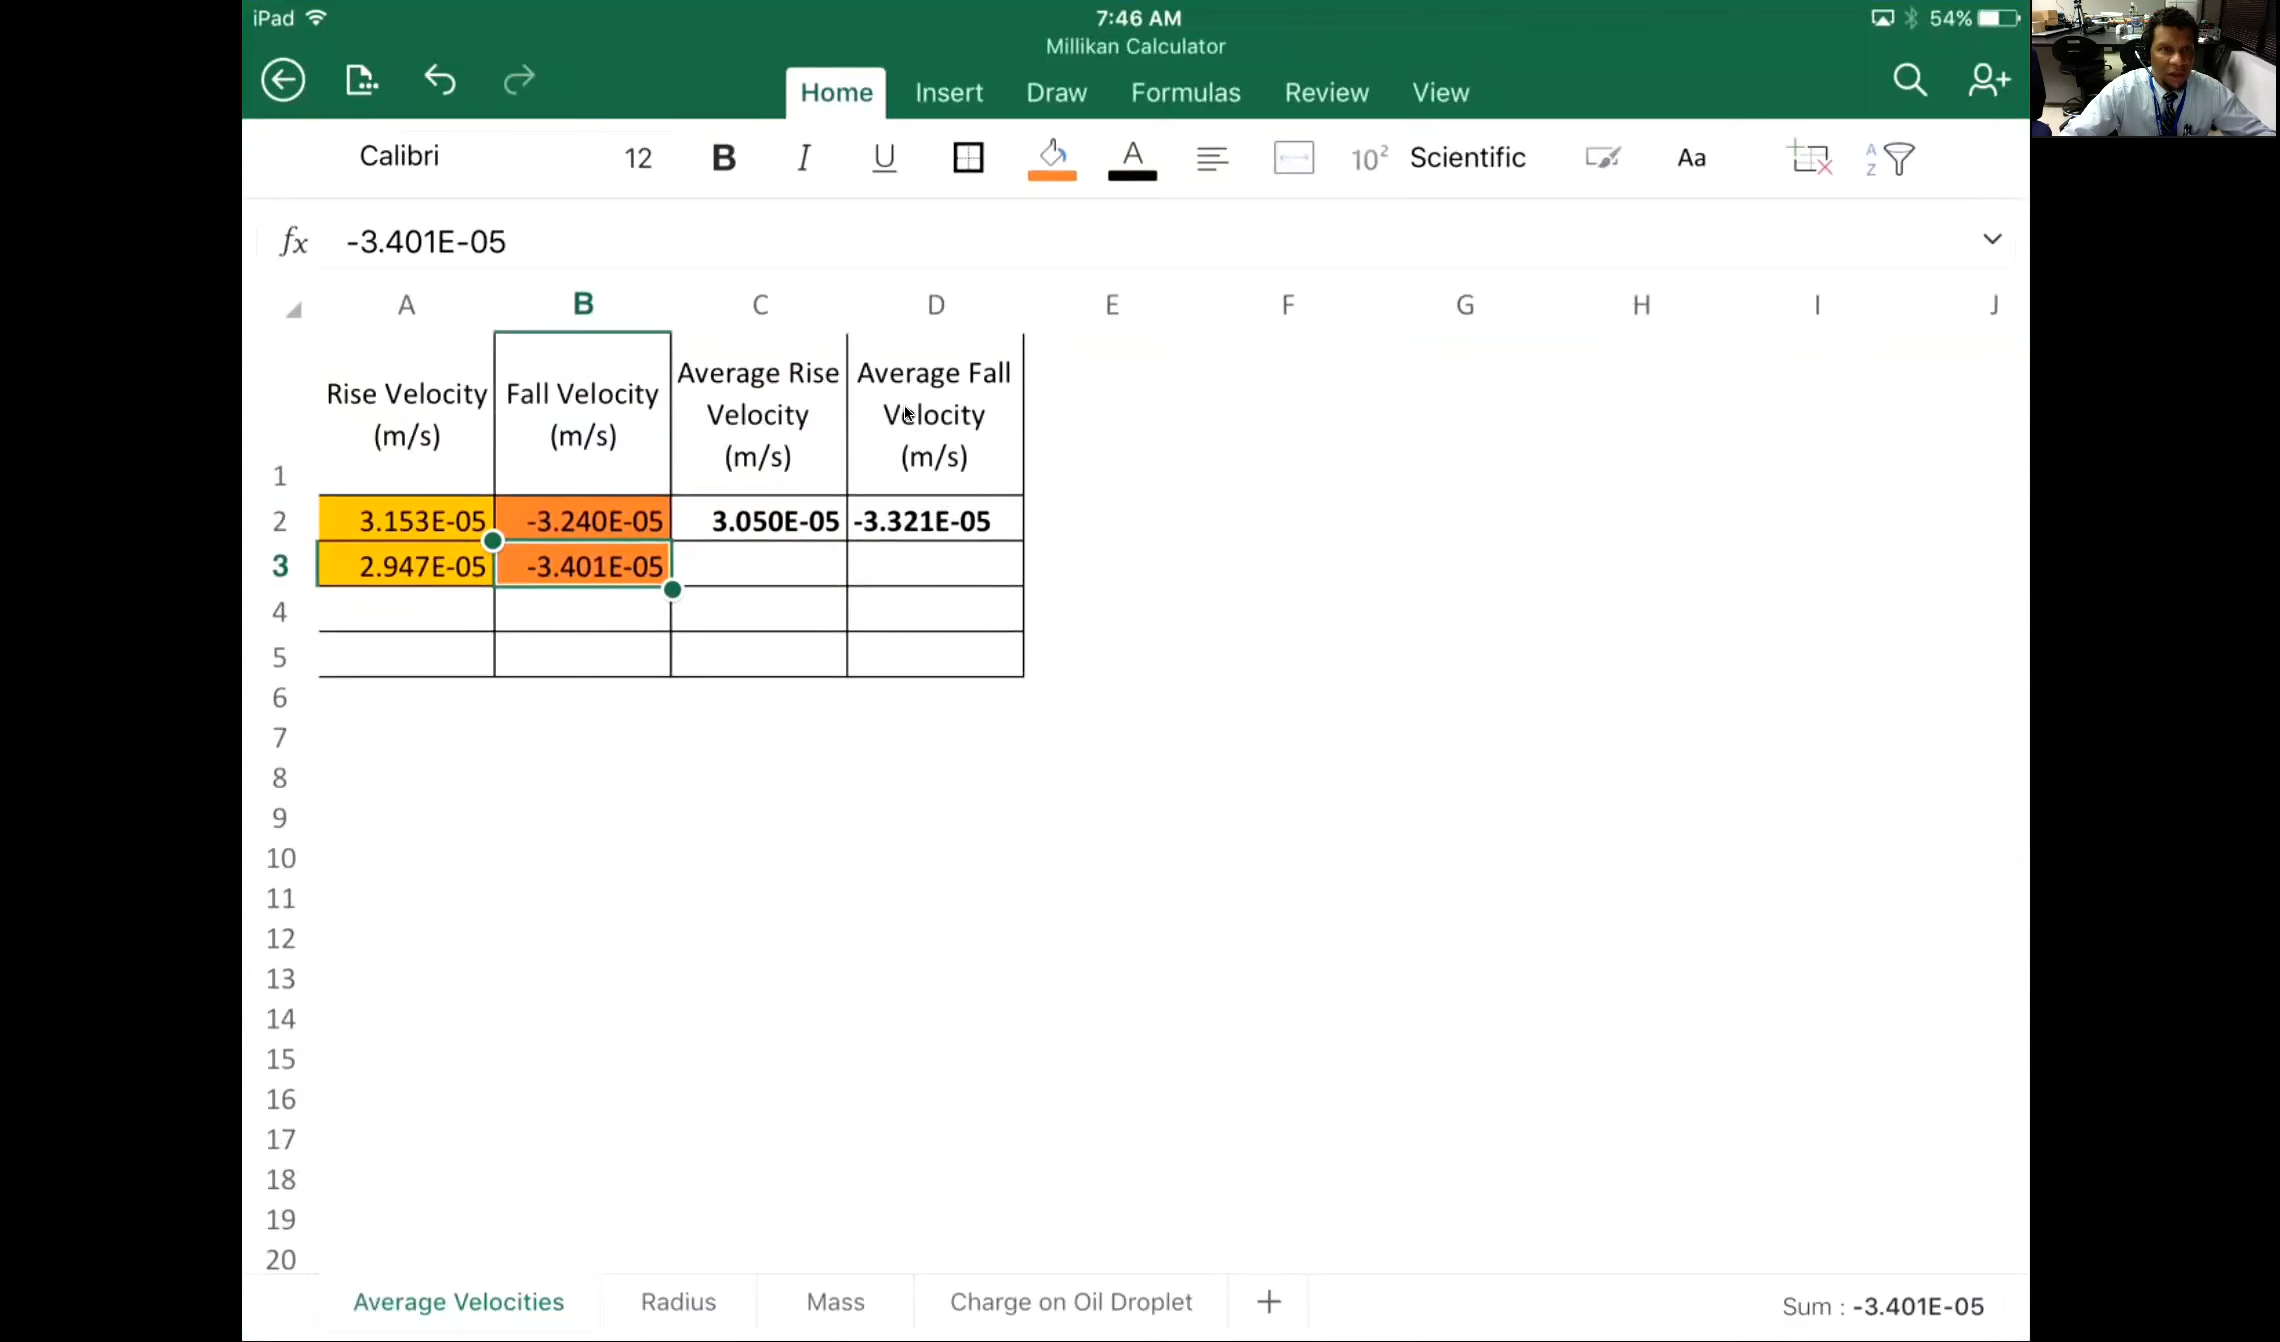 iPad
7:46 AM
54%
Millikan Calculator
Home Insert Draw Formulas Review View
Calibri 12 B I U A 10² Scientific Aa A Z
fx -3.401E-05
A B C D E F G H I J
Rise Velocity
(m/s)
Fall Velocity
(m/s)
Average Rise
Velocity
(m/s)
Average Fall
Velocity
(m/s)
1
2 3.153E-05 -3.240E-05 3.050E-05 -3.321E-05
3 2.947E-05 -3.401E-05
4
5
6
7
8
9
10
11
12
13
14
15
16
17
18
19
20
Average Velocities Radius Mass Charge on Oil Droplet + Sum : -3.401E-05